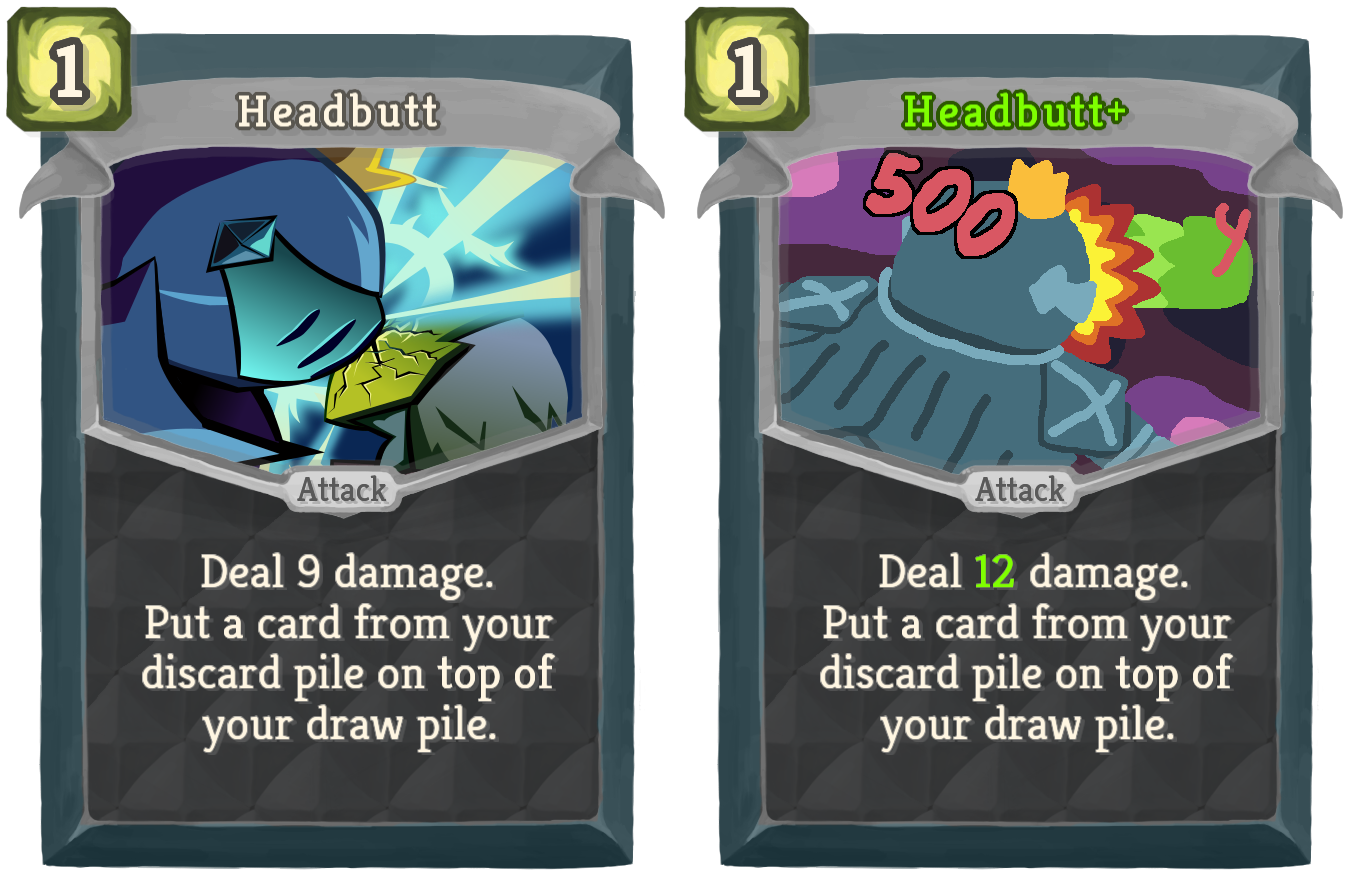 1
Headbutt
Attack
Deal 9 damage.
Put a card from your
discard pile on top of
your draw pile.
1
Headbutt+
500
4
Attack
Deal 12 damage.
Put a card from your
discard pile on top of
your draw pile.